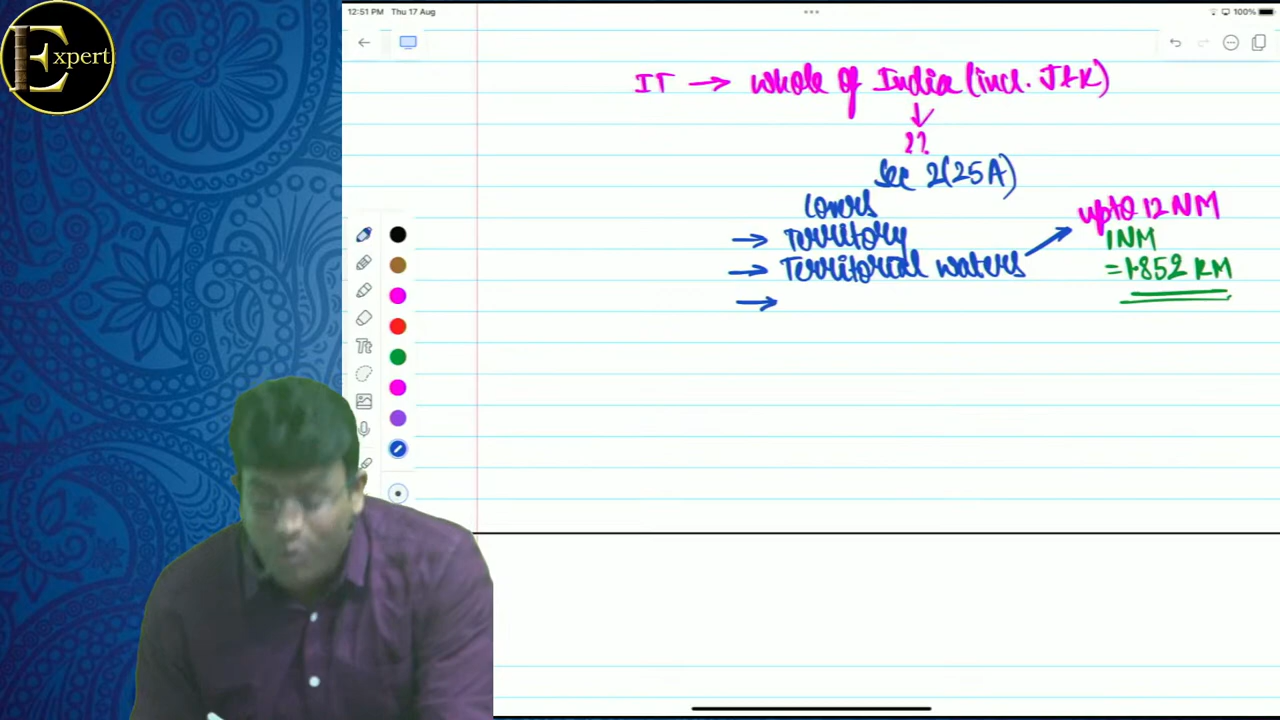 Expert
12:51 PM Thu 17 Aug
100%
IT → whole of India (incl. J&K)
↓
??
Sec 2(25A)
Covers
→ Territory
→ Territorial waters
→
upto 12 NM
1NM
= 1.852 KM
Tt